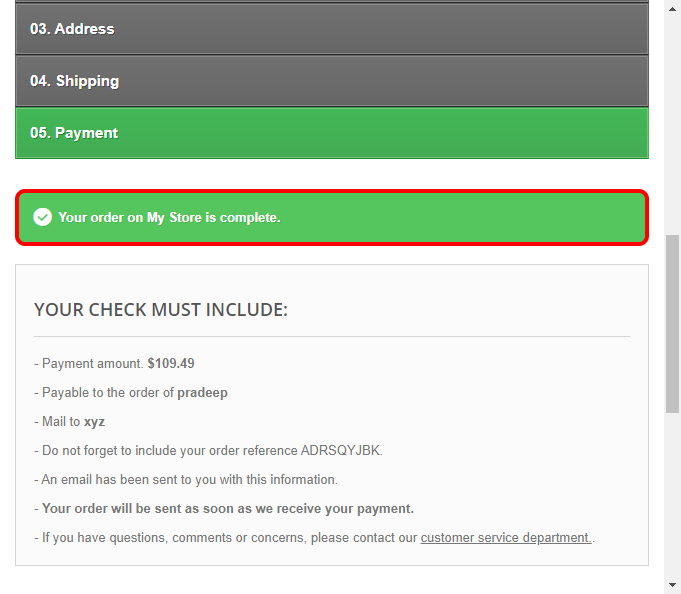 03. Address
04. Shipping
05. Payment
Your order on My Store is complete.
YOUR CHECK MUST INCLUDE:
- Payment amount. $109.49
- Payable to the order of pradeep
- Mail to xyz
- Do not forget to include your order reference ADRSQYJBK.
- An email has been sent to you with this information.
- Your order will be sent as soon as we receive your payment.
- If you have questions, comments or concerns, please contact our customer service department..